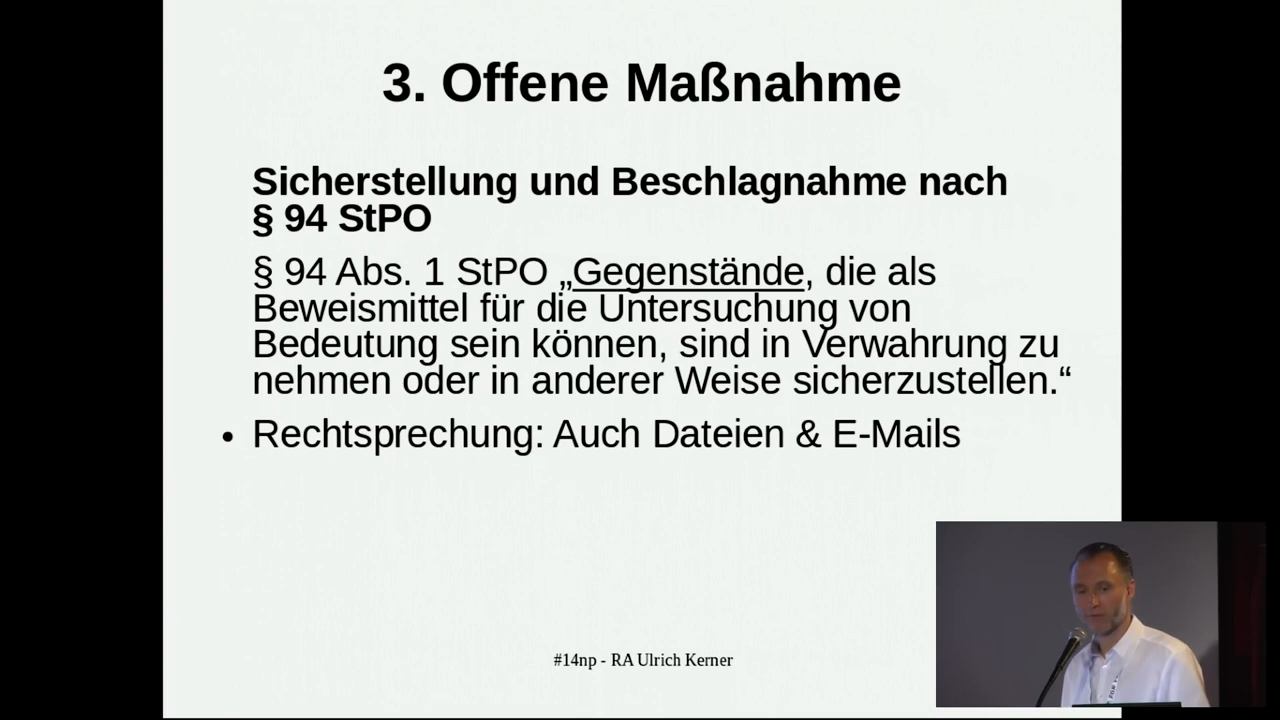 3. Offene Maßnahme
Sicherstellung und Beschlagnahme nach
§ 94 StPO
§ 94 Abs. 1 StPO „Gegenstände, die als
Beweismittel für die Untersuchung von
Bedeutung sein können, sind in Verwahrung zu
nehmen oder in anderer Weise sicherzustellen.“
• Rechtsprechung: Auch Dateien & E-Mails
#14np - RA Ulrich Kerner